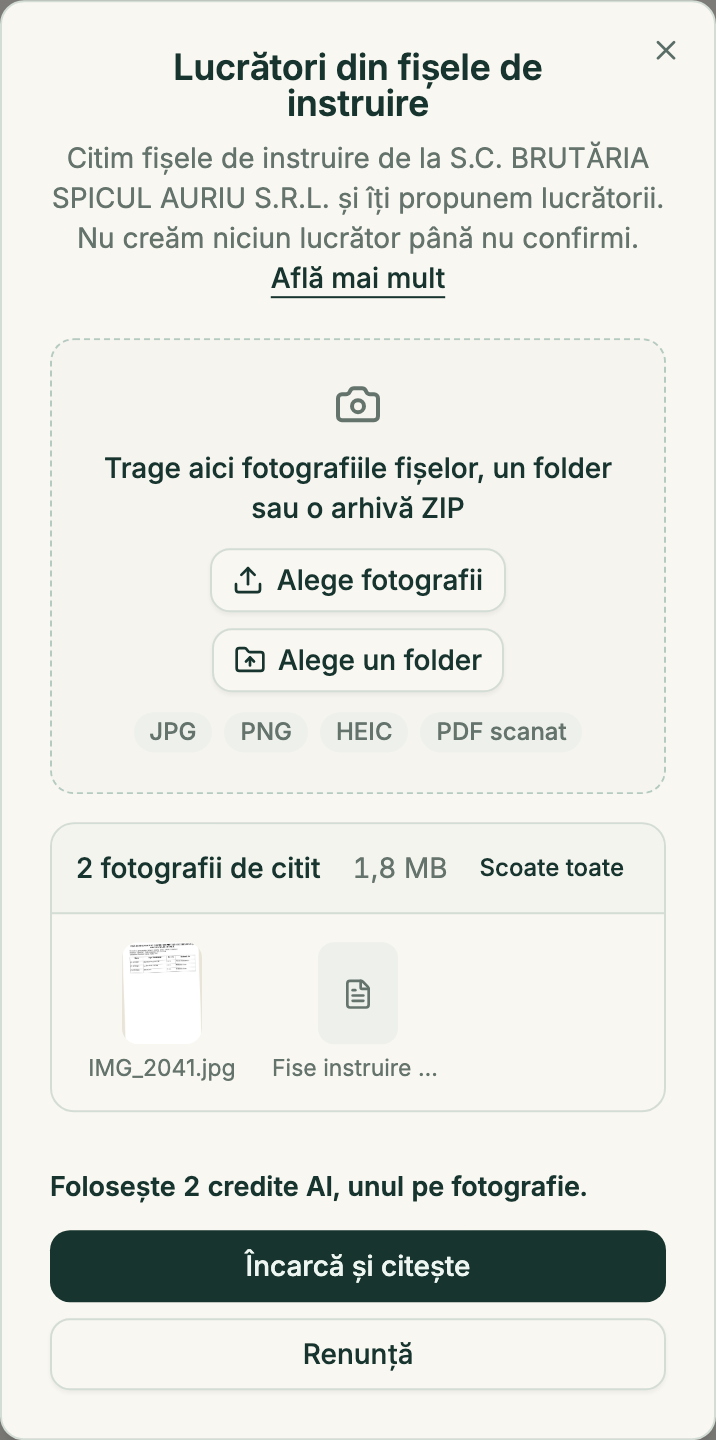 Lucrători din fișele de
instruire
Citim fișele de instruire de la S.C. BRUTĂRIA
SPICUL AURIU S.R.L. și îți propunem lucrătorii.
Nu creăm niciun lucrător până nu confirmi.
Află mai mult
Trage aici fotografiile fișelor, un folder
sau o arhivă ZIP
Alege fotografii
Alege un folder
JPG PNG HEIC PDF scanat
2 fotografii de citit 1,8 MB Scoate toate
IMG_2041.jpg Fise instruire ...
Folosește 2 credite AI, unul pe fotografie.
Încarcă și citește
Renunță